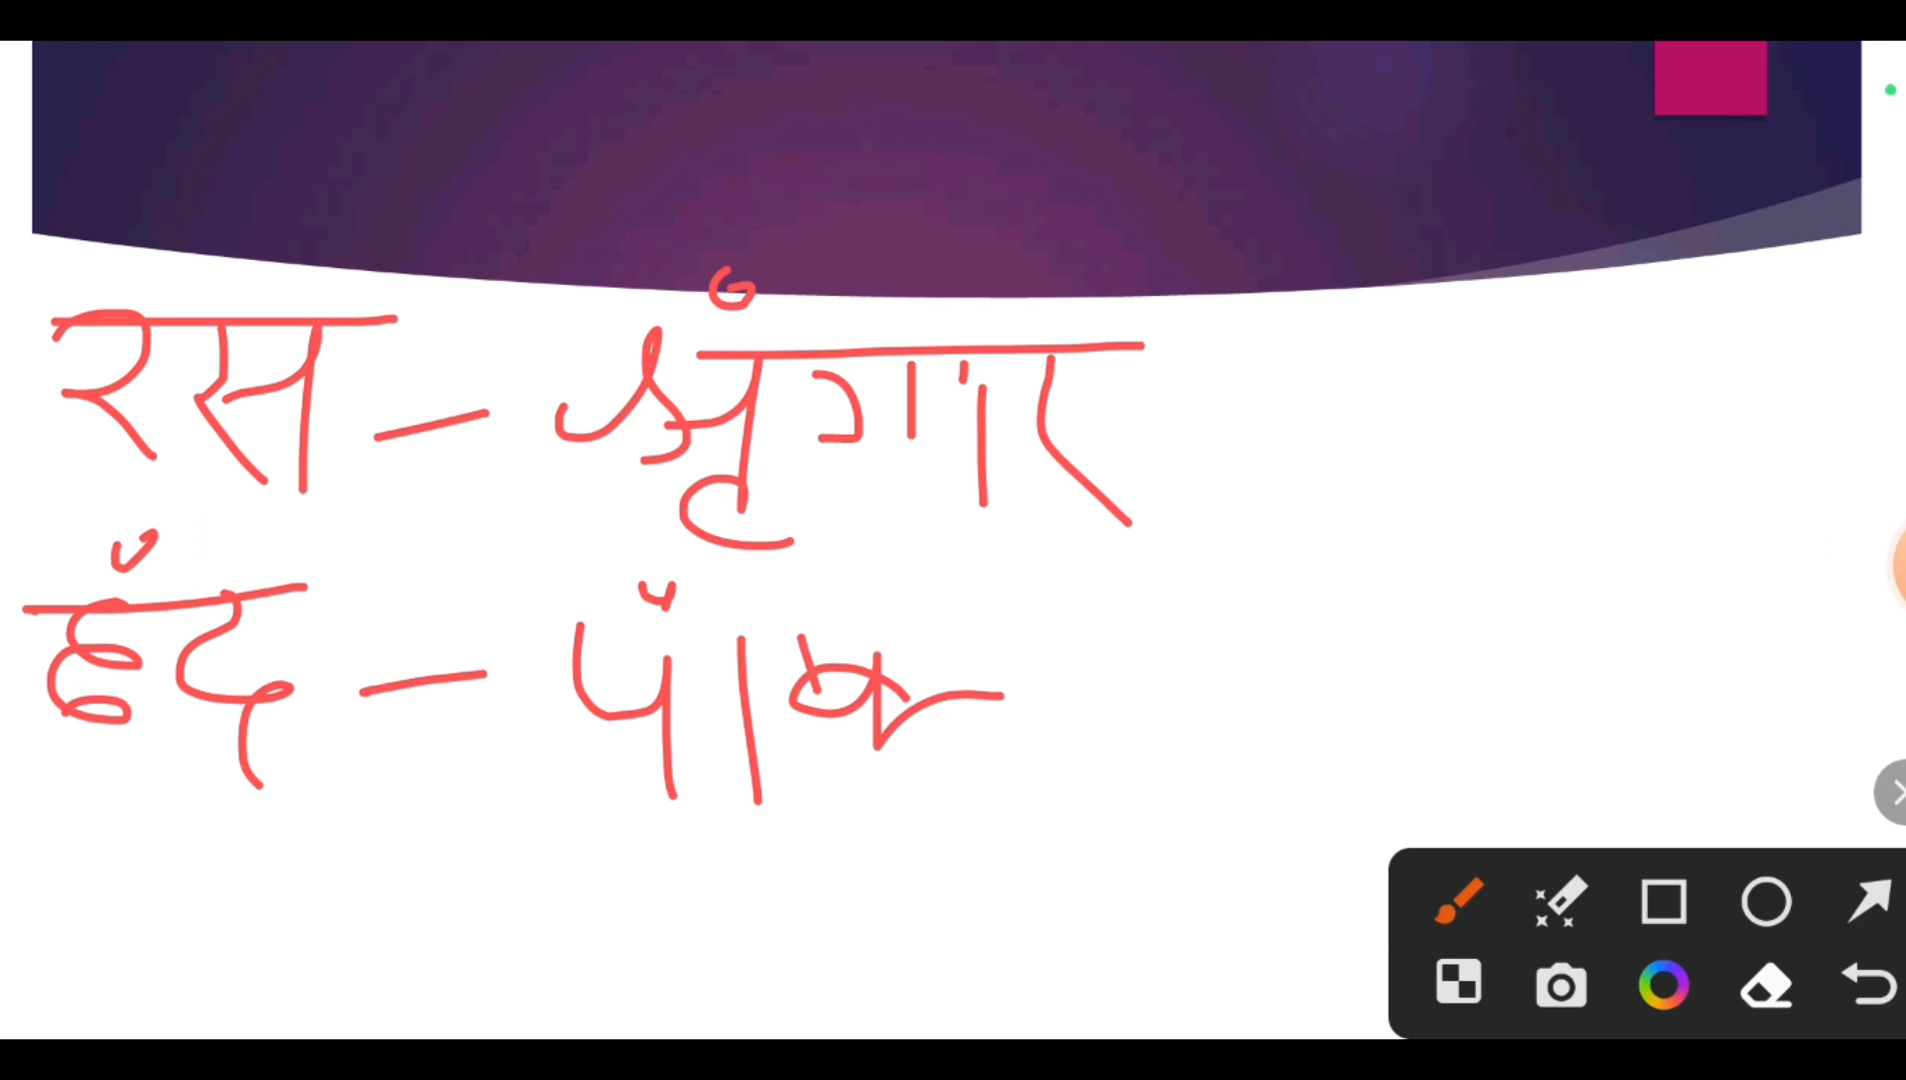 रस - श्रृंगार
छंद -